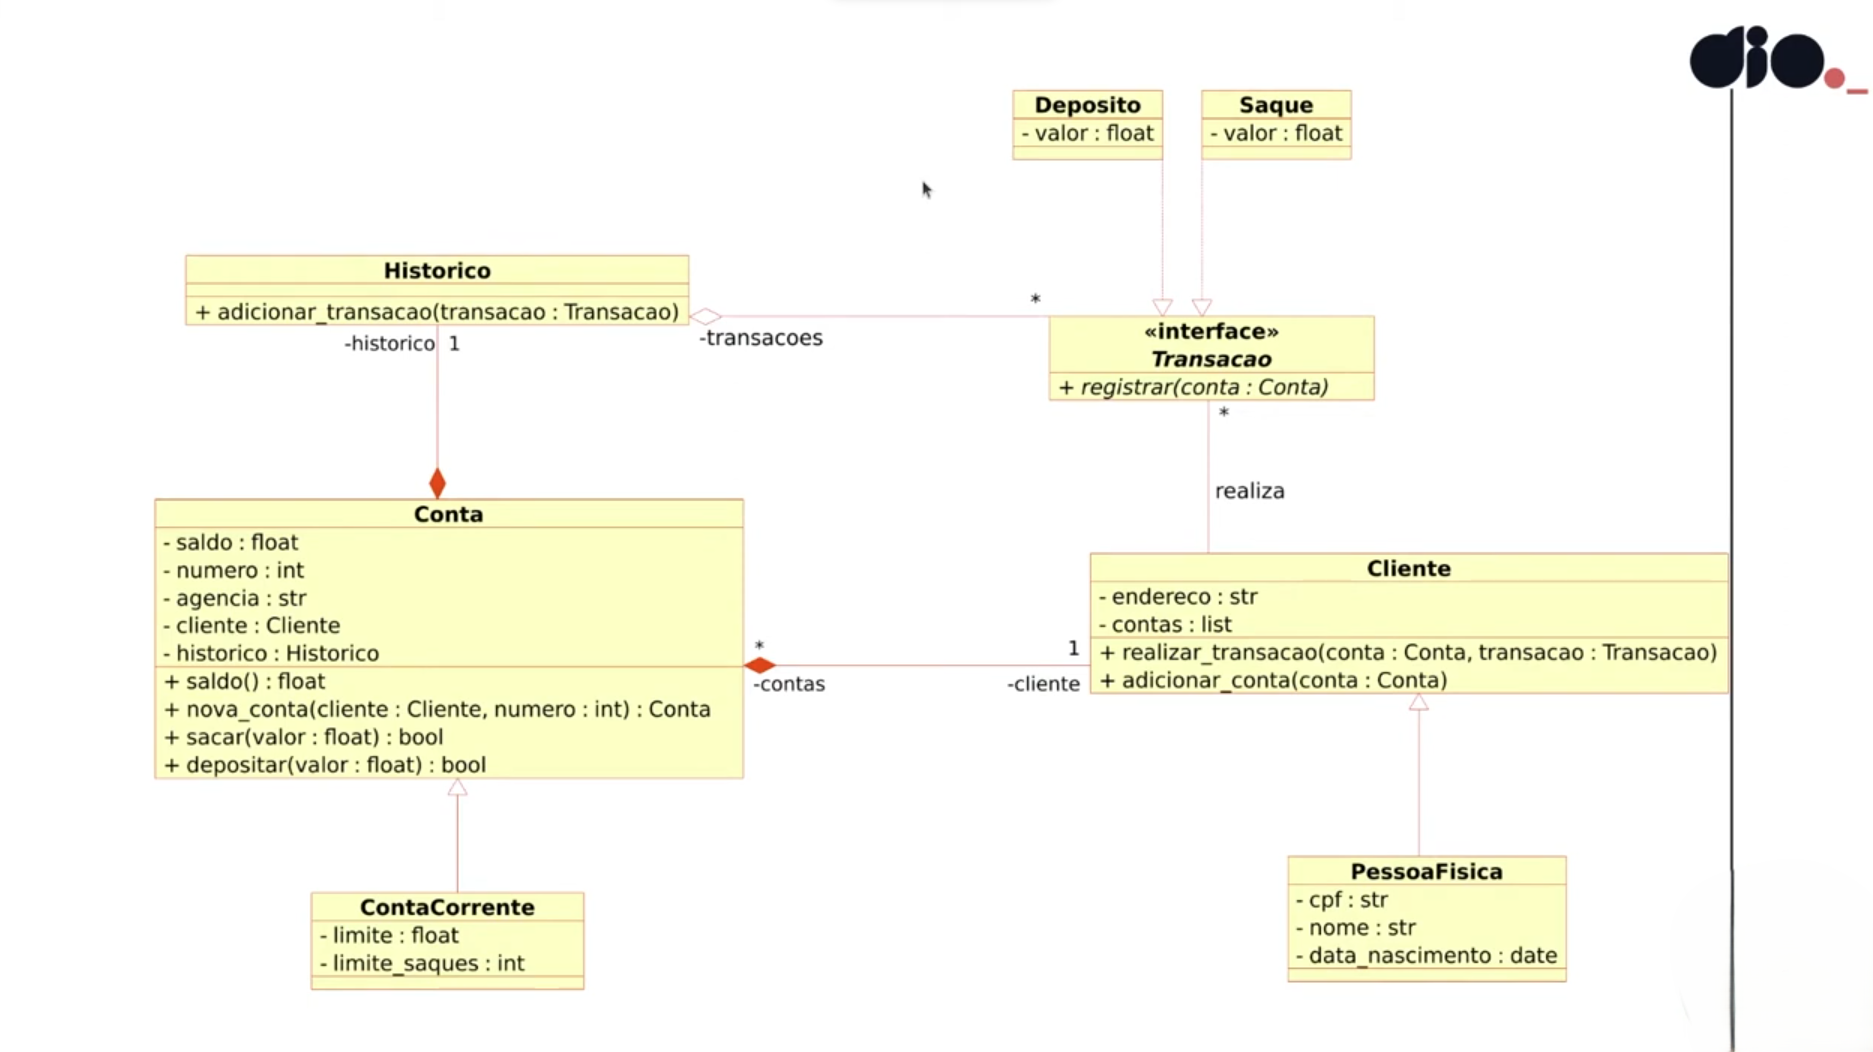 dio._
Deposito
- valor : float
Saque
- valor : float
Historico
+ adicionar_transacao(transacao : Transacao)
-historico 1
-transacoes
*
«interface»
Transacao
+ registrar(conta : Conta)
*
realiza
Conta
- saldo : float
- numero : int
- agencia : str
- cliente : Cliente
- historico : Historico
+ saldo() : float
+ nova_conta(cliente : Cliente, numero : int) : Conta
+ sacar(valor : float) : bool
+ depositar(valor : float) : bool
*
-contas
1
-cliente
Cliente
- endereco : str
- contas : list
+ realizar_transacao(conta : Conta, transacao : Transacao)
+ adicionar_conta(conta : Conta)
ContaCorrente
- limite : float
- limite_saques : int
PessoaFisica
- cpf : str
- nome : str
- data_nascimento : date